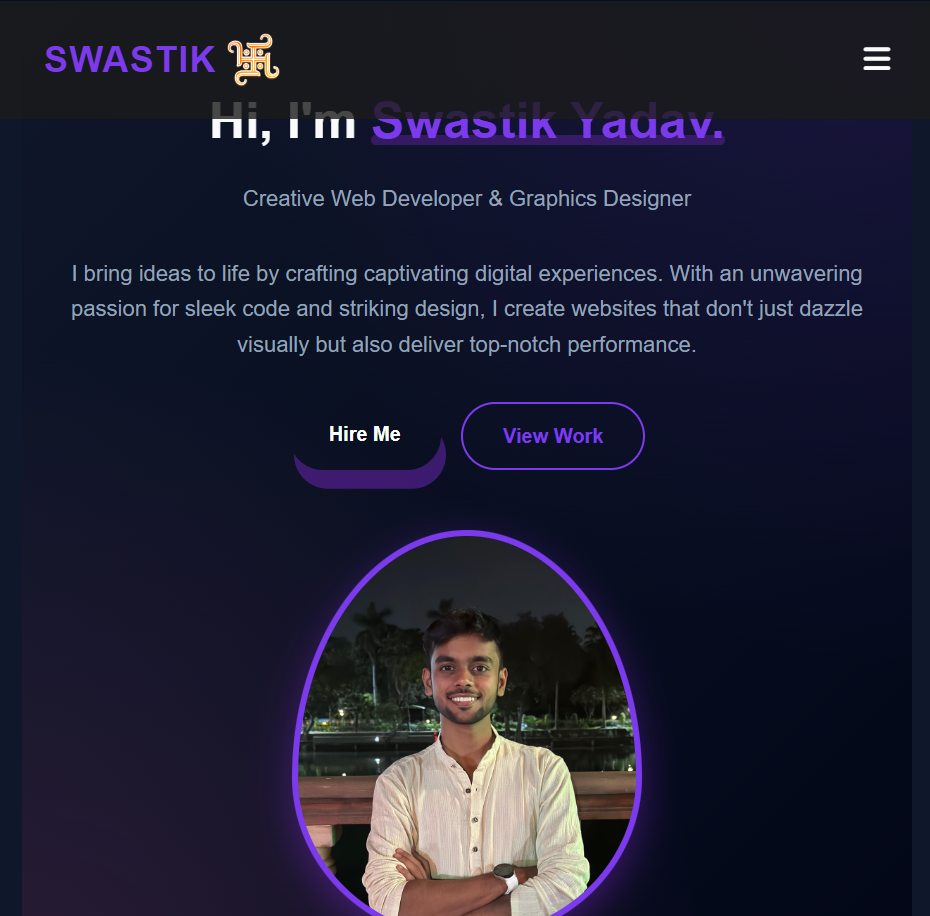 SWASTIK
Hi, I'm Swastik Yadav.
Creative Web Developer & Graphics Designer
I bring ideas to life by crafting captivating digital experiences. With an unwavering
passion for sleek code and striking design, I create websites that don't just dazzle
visually but also deliver top-notch performance.
Hire Me
View Work